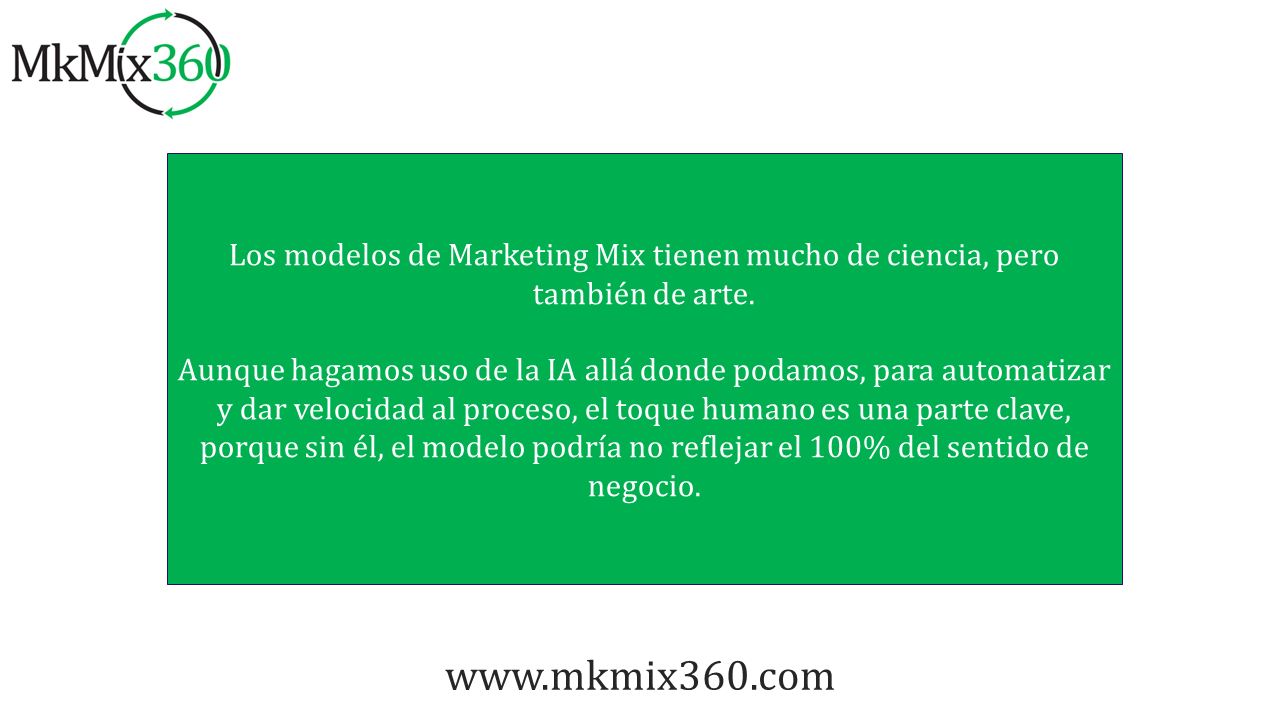 MkMix360
Los modelos de Marketing Mix tienen mucho de ciencia, pero
también de arte.
Aunque hagamos uso de la IA allá donde podamos, para automatizar
y dar velocidad al proceso, el toque humano es una parte clave,
porque sin él, el modelo podría no reflejar el 100% del sentido de
negocio.
www.mkmix360.com